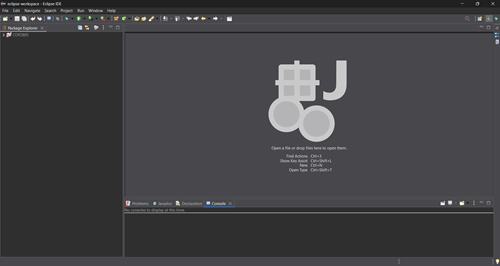 eclipse-workspace - Eclipse IDE
File Edit Navigate Search Project Run Window Help
Package Explorer
Open a file or drop files here to open them.
Find Actions Ctrl+3
Show Key Assist Ctrl+Shift+L
New Ctrl+N
Open Type Ctrl+Shift+T
Problems Javadoc Declaration Console
No consoles to display at this time.